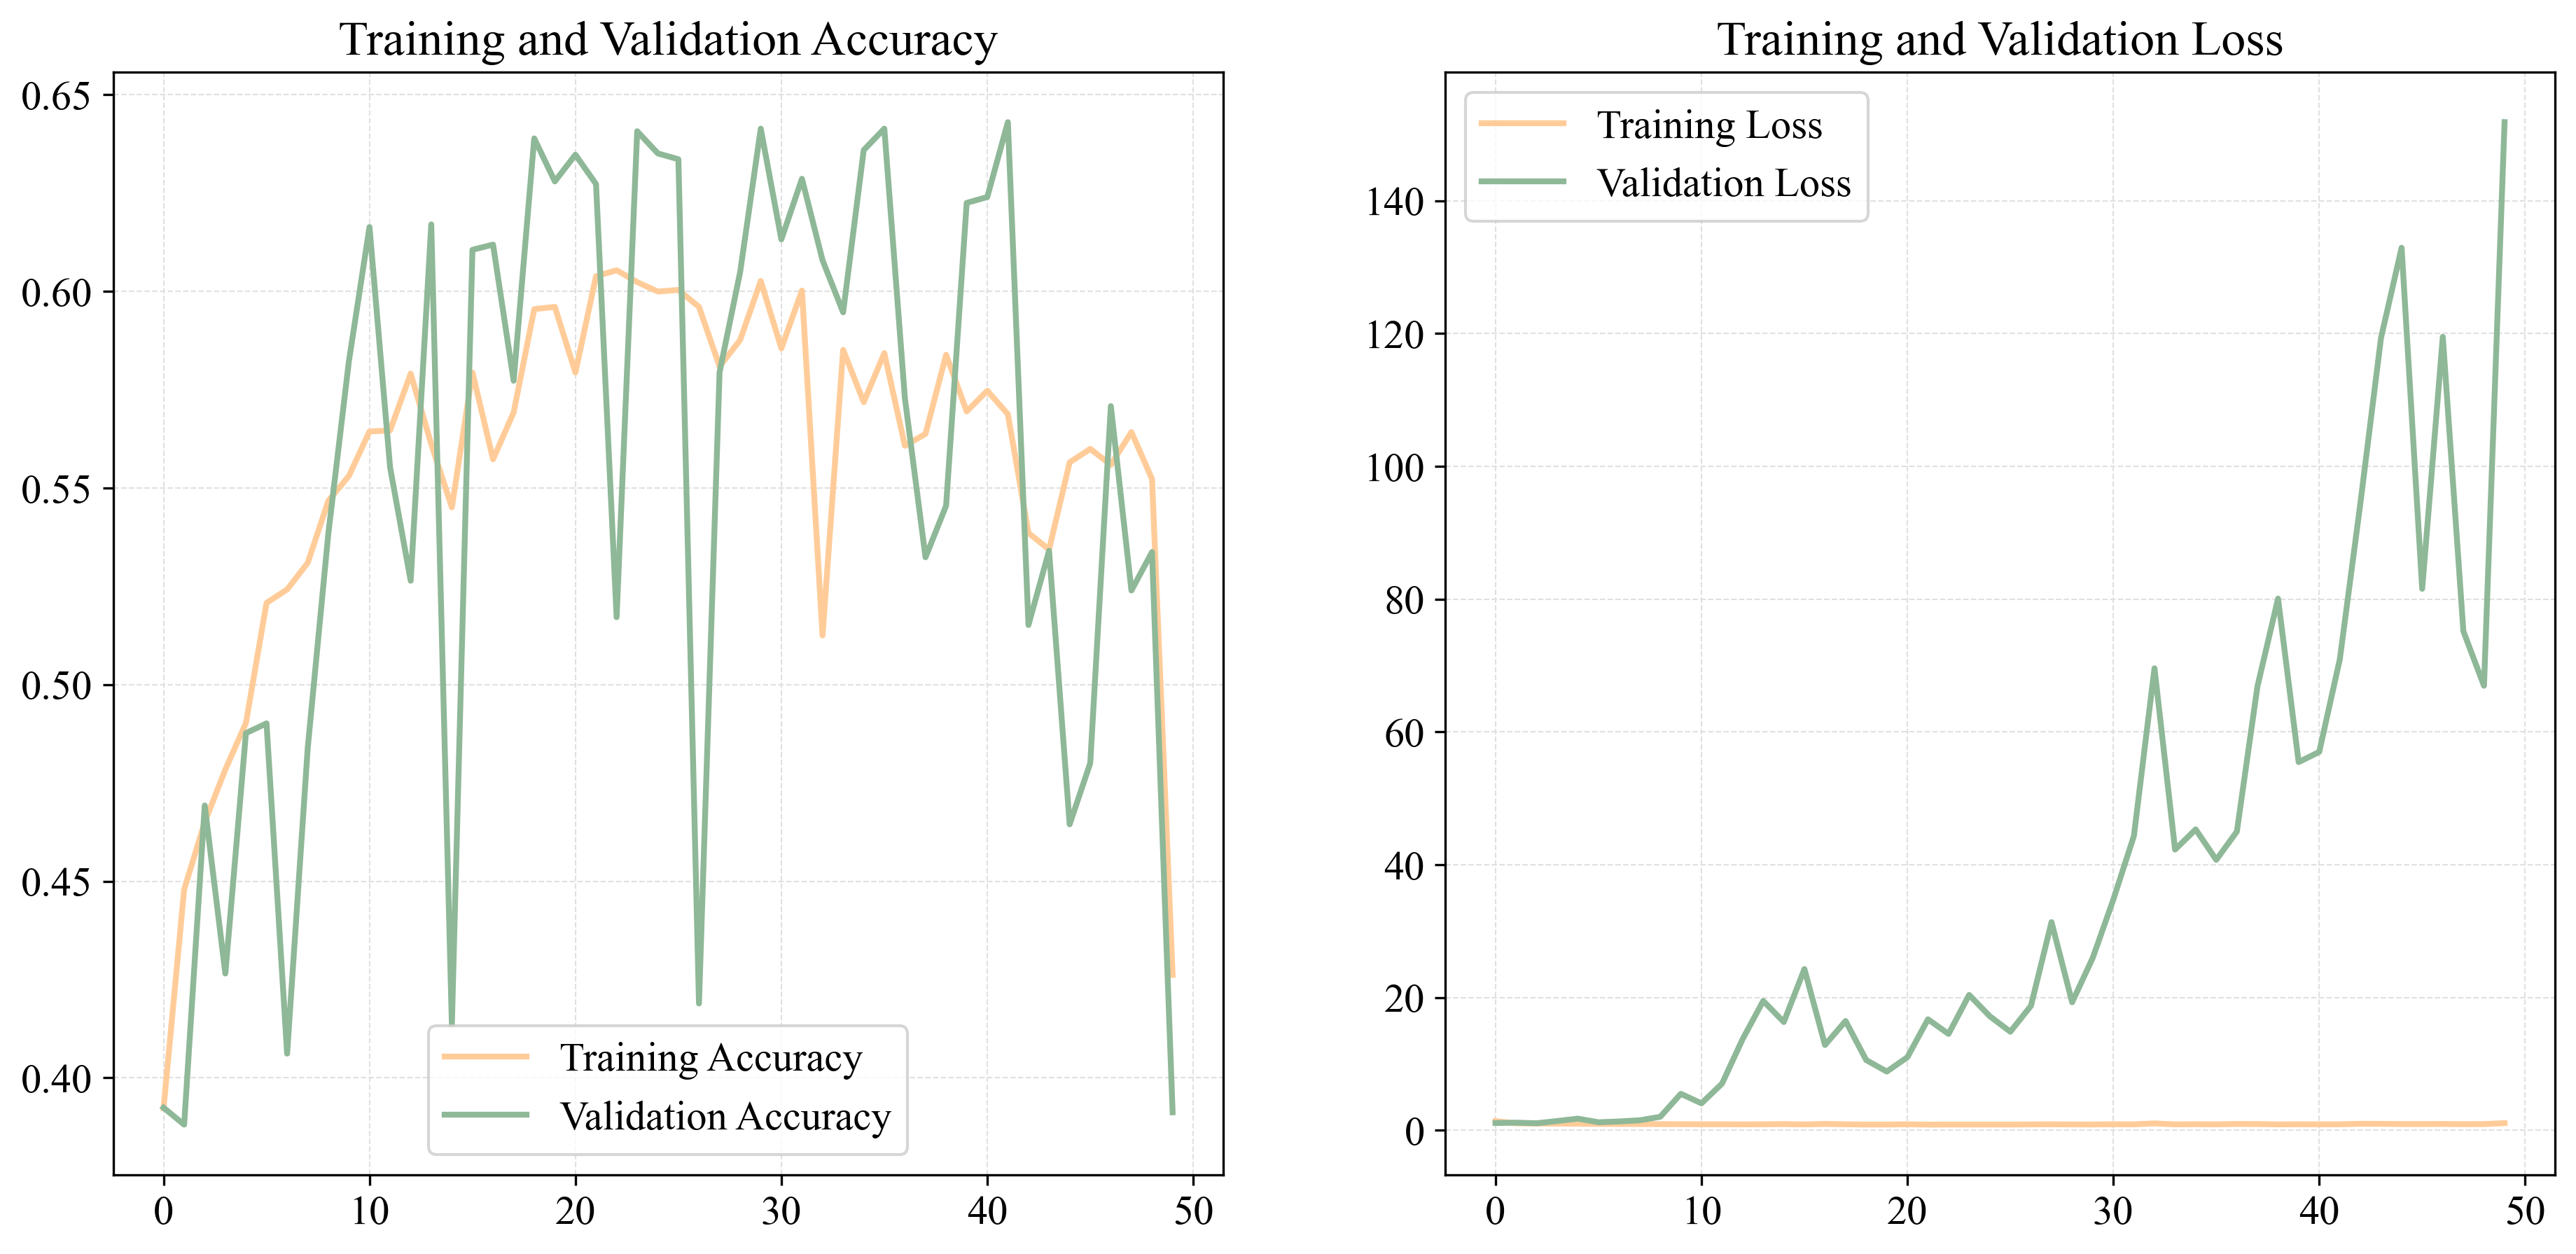 Training and Validation Accuracy
0.65
0.60
0.55
0.50
0.45
0.40
Training Accuracy
Validation Accuracy
0 10 20 30 40 50
Training and Validation Loss
Training Loss
Validation Loss
140
120
100
80
60
40
20
0
0 10 20 30 40 50